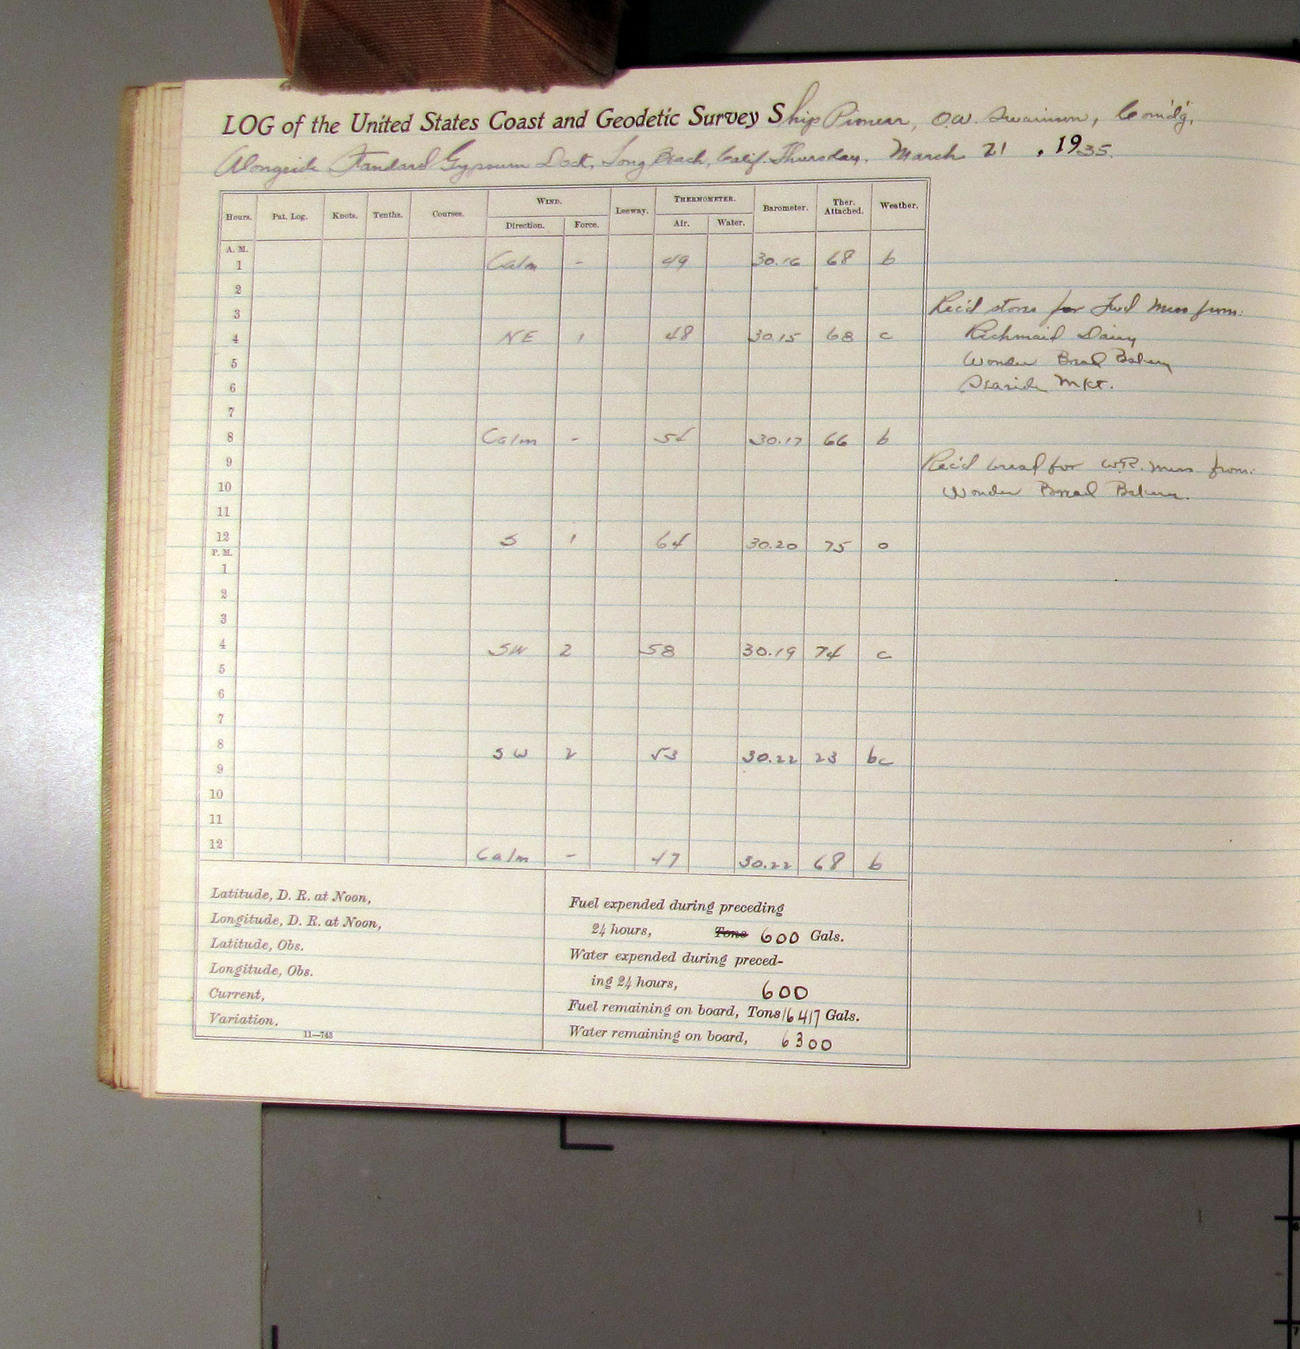 LOG of the United States Coast and Geodetic Survey Ship Pioneer, O.W. Swainson, Com'd'g,
Alongside Standard Gypsum Dock, Long Beach, Calif. Thursday, March 21, 1935.
Hours. Pat. Log. Knots. Tenths. Courses. WIND. Leeway. THERMOMETER. Barometer. Ther. Attached. Weather.
Direction. Force. Air. Water.
A. M.
1 Calm - 49 30.16 68 b
2
3
4 NE 1 48 30.15 68 c
5
6
7
8 Calm - 54 30.17 66 b
9
10
11
12 S 1 64 30.20 75 o
P. M.
1
2
3
4 SW 2 58 30.19 74 c
5
6
7
8 SW 2 53 30.22 23 bc
9
10
11
12 Calm - 47 30.22 68 b
Rec'd stores for Fwd Mess from:
Richmaid Dairy
Wonder Bread Bakery
Seaside Mkt.
Rec'd bread for W.R. mess from:
Wonder Bread Bakery.
Latitude, D. R. at Noon,
Longitude, D. R. at Noon,
Latitude, Obs.
Longitude, Obs.
Current,
Variation,
11—743
Fuel expended during preceding
24 hours, Tons 600 Gals.
Water expended during preced-
ing 24 hours, 600
Fuel remaining on board, Tons 16417 Gals.
Water remaining on board, 6300
6
7